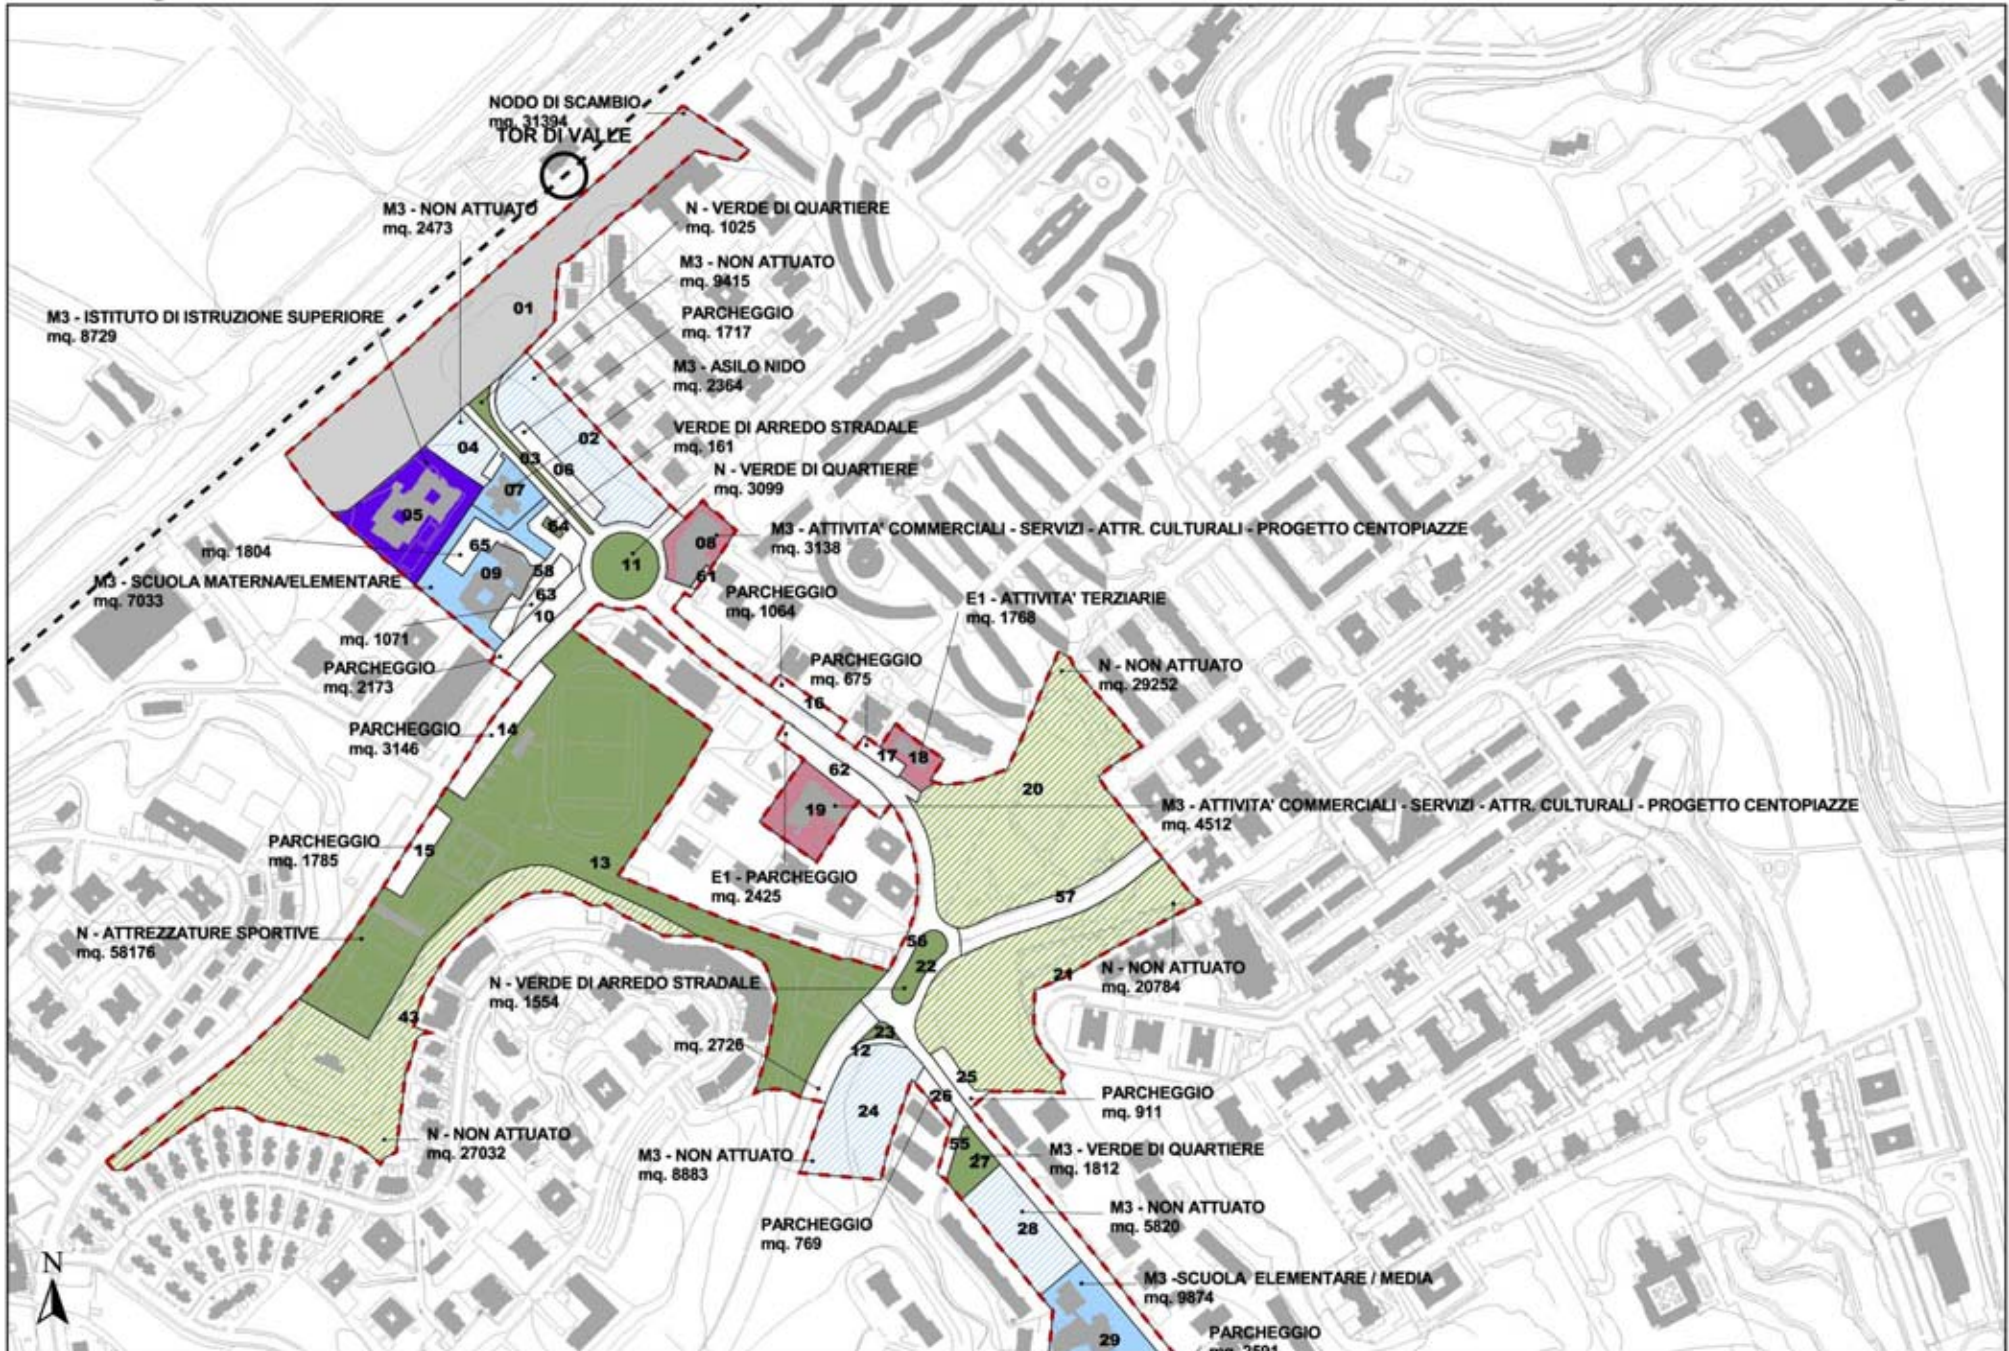 NODO DI SCAMBIO
mq. 31394
TOR DI VALLE
M3 - NON ATTUATO
mq. 2473
N - VERDE DI QUARTIERE
mq. 1025
M3 - NON ATTUATO
mq. 9415
01
M3 - ISTITUTO DI ISTRUZIONE SUPERIORE
mq. 8729
PARCHEGGIO
mq. 1717
M3 - ASILO NIDO
mq. 2364
VERDE DI ARREDO STRADALE
mq. 161
02
04
03
06
N - VERDE DI QUARTIERE
mq. 3099
07
05
64
M3 - ATTIVITA' COMMERCIALI - SERVIZI - ATTR. CULTURALI - PROGETTO CENTOPIAZZE
mq. 3138
08
65
mq. 1804
11
09
58
61
M3 - SCUOLA MATERNA/ELEMENTARE
mq. 7033
63
10
PARCHEGGIO
mq. 1064
E1 - ATTIVITA' TERZIARIE
mq. 1768
mq. 1071
PARCHEGGIO
mq. 2173
PARCHEGGIO
mq. 675
N - NON ATTUATO
mq. 29252
16
PARCHEGGIO
mq. 3146
14
17
18
62
20
19
M3 - ATTIVITA' COMMERCIALI - SERVIZI - ATTR. CULTURALI - PROGETTO CENTOPIAZZE
mq. 4512
PARCHEGGIO
mq. 1785
15
13
E1 - PARCHEGGIO
mq. 2425
57
N - ATTREZZATURE SPORTIVE
mq. 58176
56
22
21
N - NON ATTUATO
mq. 20784
N - VERDE DI ARREDO STRADALE
mq. 1554
43
23
mq. 2726
12
25
26
PARCHEGGIO
mq. 911
24
N - NON ATTUATO
mq. 27032
55
27
M3 - VERDE DI QUARTIERE
mq. 1812
M3 - NON ATTUATO
mq. 8883
M3 - NON ATTUATO
mq. 5820
28
PARCHEGGIO
mq. 769
N
M3 -SCUOLA ELEMENTARE / MEDIA
mq. 9874
29
PARCHEGGIO